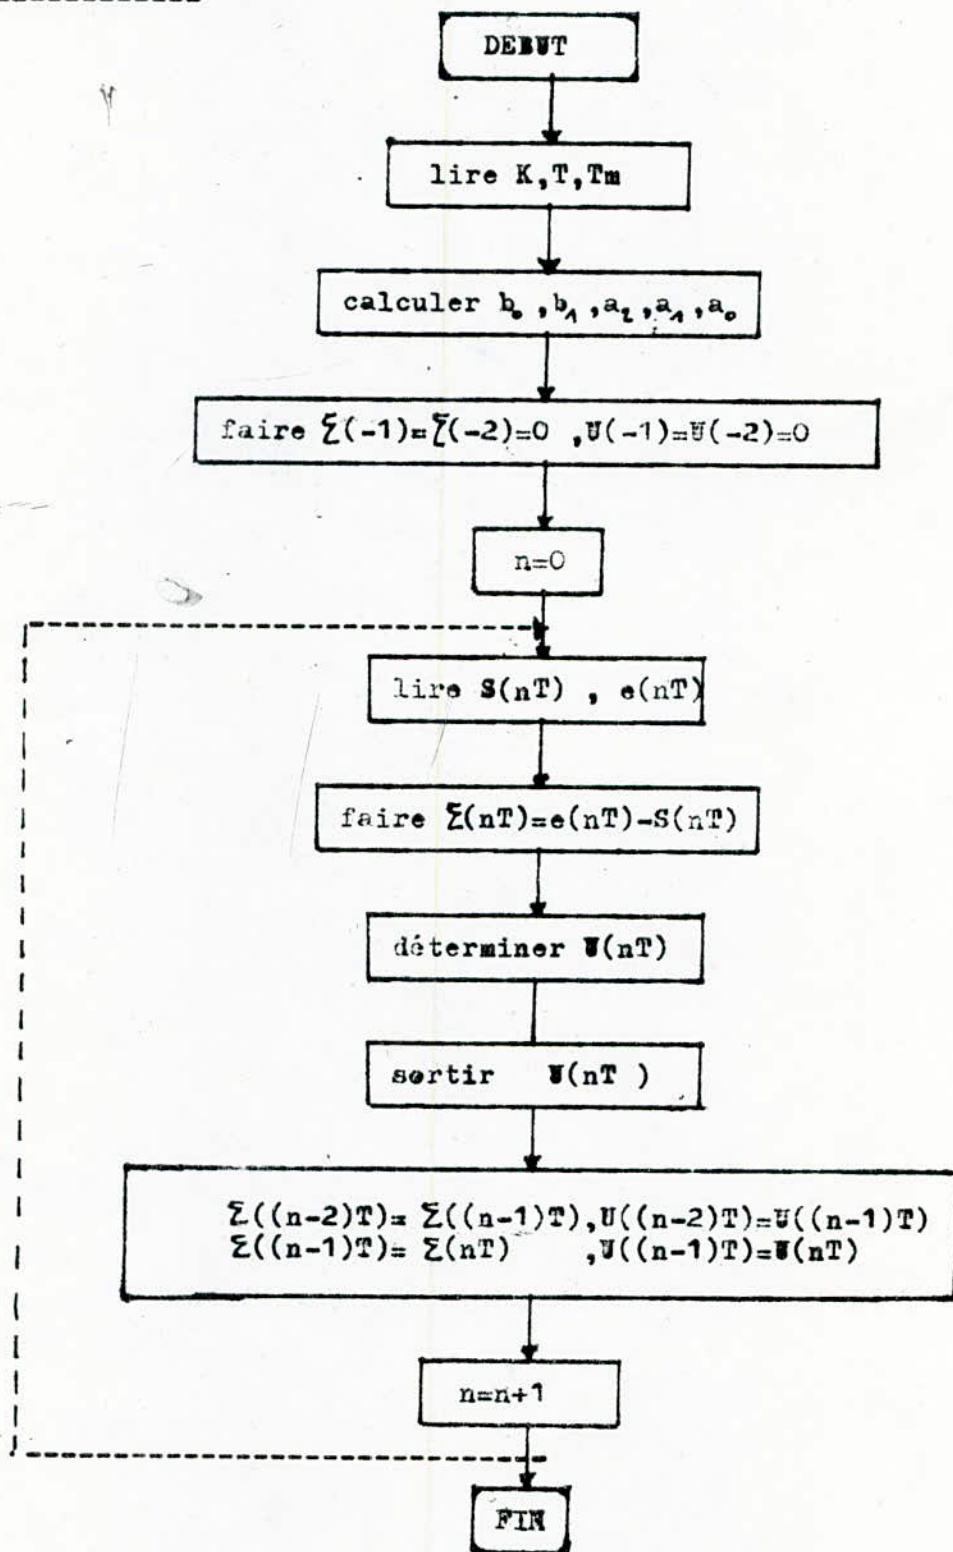 DEBUT
lire K,T,Tm
calculer b₀ ,b₁ ,a₂ ,a₁ ,a₀
faire Σ(-1)=Σ(-2)=0 ,U(-1)=U(-2)=0
n=0
lire S(nT) , e(nT)
faire Σ(nT)=e(nT)-S(nT)
déterminer U(nT)
sortir U(nT )
Σ((n-2)T)= Σ((n-1)T),U((n-2)T)=U((n-1)T)
Σ((n-1)T)= Σ(nT) ,U((n-1)T)=U(nT)
n=n+1
FIN